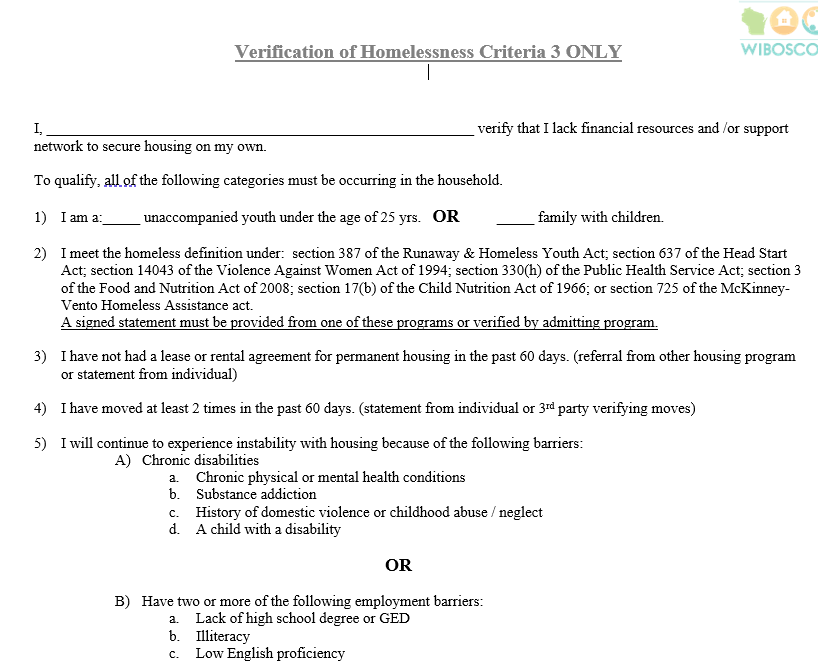 WIBOSCO
Verification of Homelessness Criteria 3 ONLY
I, ______________________________ verify that I lack financial resources and /or support
network to secure housing on my own.
To qualify, all of the following categories must be occurring in the household.
1) I am a:_____ unaccompanied youth under the age of 25 yrs. OR _____ family with children.
2) I meet the homeless definition under: section 387 of the Runaway & Homeless Youth Act; section 637 of the Head Start
Act; section 14043 of the Violence Against Women Act of 1994; section 330(h) of the Public Health Service Act; section 3
of the Food and Nutrition Act of 2008; section 17(b) of the Child Nutrition Act of 1966; or section 725 of the McKinney-
Vento Homeless Assistance act.
A signed statement must be provided from one of these programs or verified by admitting program.
3) I have not had a lease or rental agreement for permanent housing in the past 60 days. (referral from other housing program
or statement from individual)
4) I have moved at least 2 times in the past 60 days. (statement from individual or 3rd party verifying moves)
5) I will continue to experience instability with housing because of the following barriers:
A) Chronic disabilities
a. Chronic physical or mental health conditions
b. Substance addiction
c. History of domestic violence or childhood abuse / neglect
d. A child with a disability
OR
B) Have two or more of the following employment barriers:
a. Lack of high school degree or GED
b. Illiteracy
c. Low English proficiency